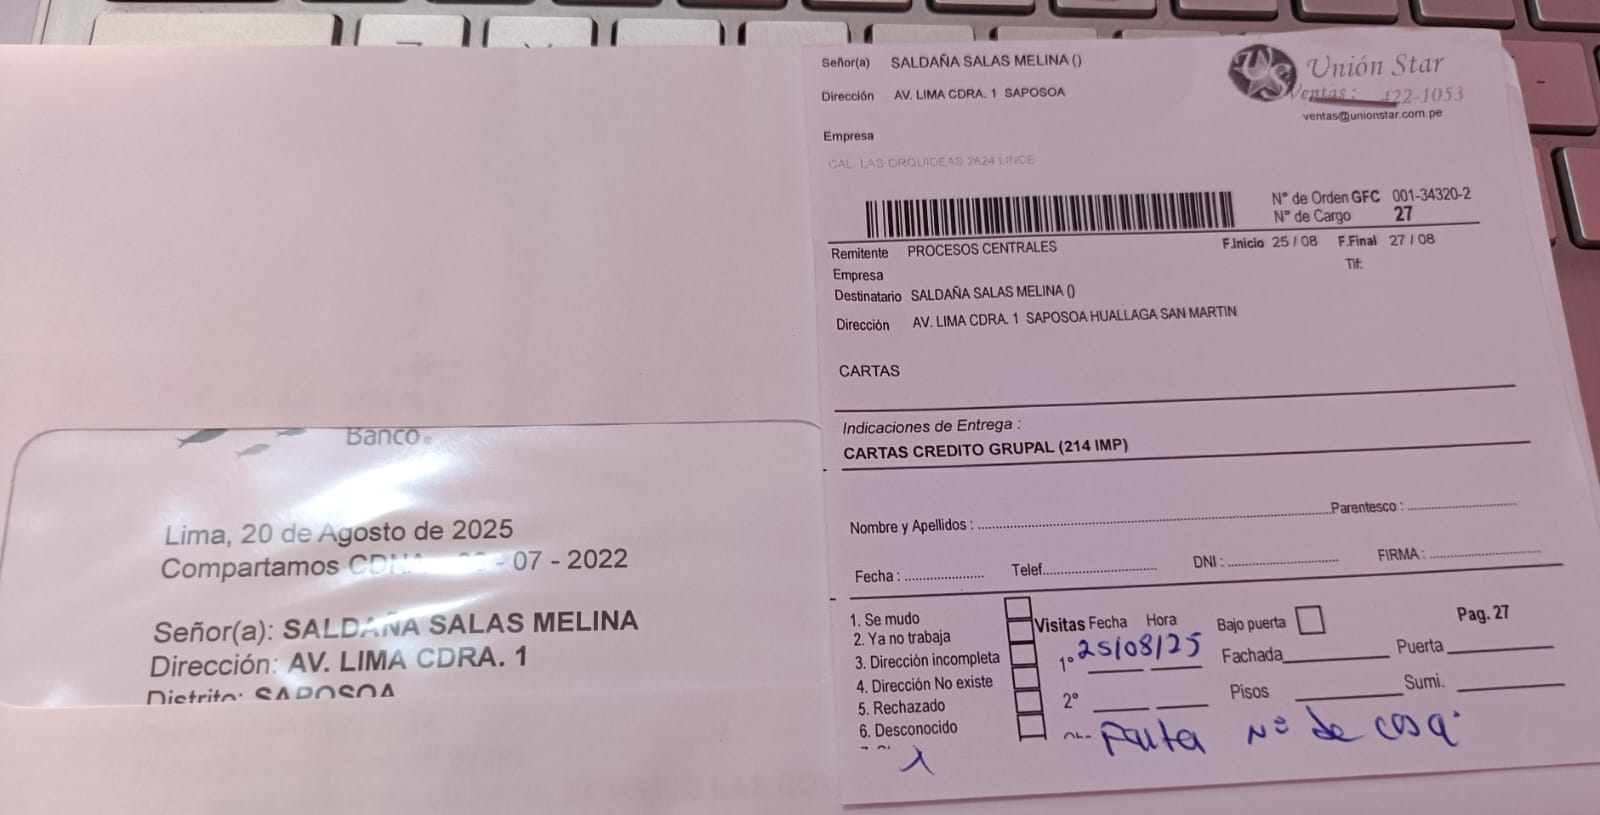 Banco
Lima, 20 de Agosto de 2025
Compartamos - 07 - 2022
Señor(a): SALDAÑA SALAS MELINA
Dirección: AV. LIMA CDRA. 1
Distrito: SAPOSOA
Señor(a) SALDAÑA SALAS MELINA ()
Dirección AV. LIMA CDRA. 1 SAPOSOA
Empresa
CAL. LAS ORQUIDEAS 2624 LINCE
US
Unión Star
Ventas : 422-1053
ventas@unionstar.com.pe
N° de Orden GFC 001-34320-2
N° de Cargo 27
Remitente PROCESOS CENTRALES
F.Inicio 25 / 08 F.Final 27 / 08
Empresa
Tlf:
Destinatario SALDAÑA SALAS MELINA ()
Dirección AV. LIMA CDRA. 1 SAPOSOA HUALLAGA SAN MARTIN
CARTAS
Indicaciones de Entrega :
CARTAS CREDITO GRUPAL (214 IMP)
Nombre y Apellidos : Parentesco :
Fecha : Telef. DNI : FIRMA :
1. Se mudo
2. Ya no trabaja
3. Dirección incompleta
4. Dirección No existe
5. Rechazado
6. Desconocido
Visitas Fecha Hora Bajo puerta Pag. 27
1° 25/08/25 Fachada Puerta
2° Pisos Sumi.
Falta N° de casa